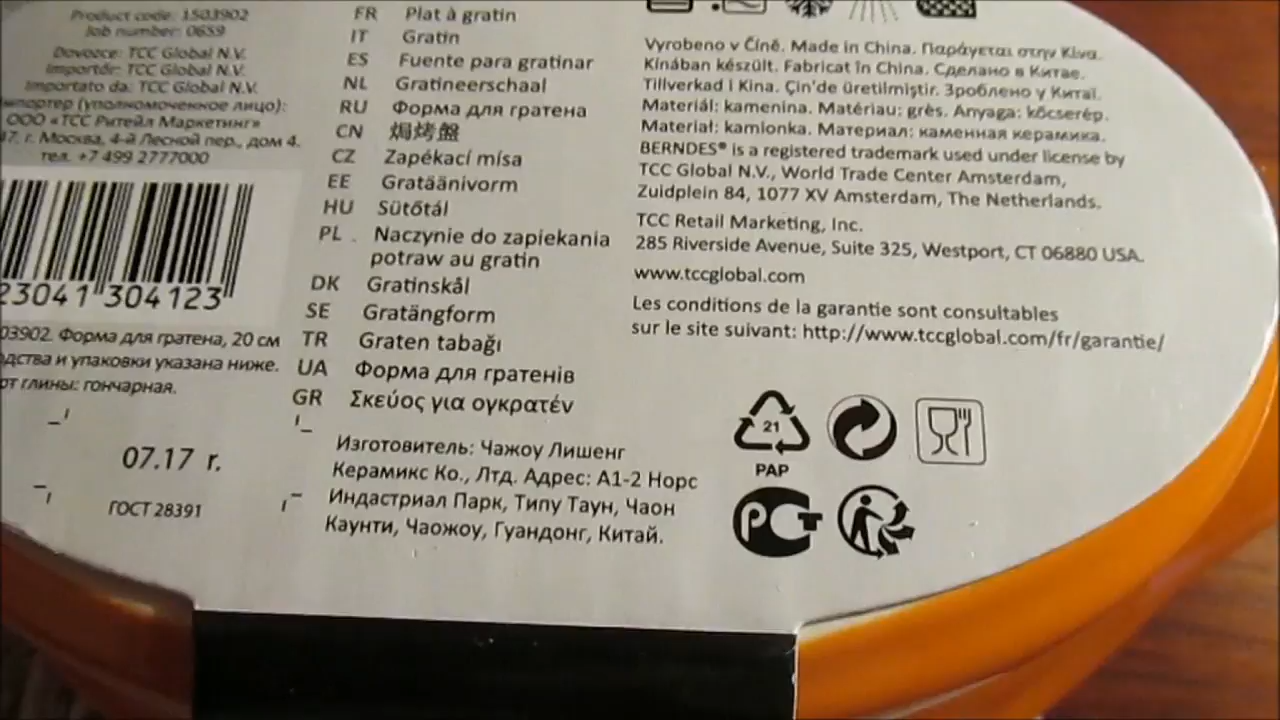 Product code: 1503902
Job number: 0659
Dovozce: TCC Global N.V.
Importőr: TCC Global N.V.
Importato da: TCC Global N.V.
(уполномоченное лицо):
ООО «ТСС Ритейл Маркетинг»
г. Москва, 4-й Лесной пер., дом 4.
тел. +7 499 2777000
23041 304123
03902. Форма для гратена, 20 см
и упаковки указана ниже.
глины: гончарная.
07.17 г.
ГОСТ 28391
FR Plat à gratin
IT Gratin
ES Fuente para gratinar
NL Gratineerschaal
RU Форма для гратена
CN 焗烤盤
CZ Zapékací mísa
EE Gratäänivorm
HU Sütőtál
PL Naczynie do zapiekania
potraw au gratin
DK Gratinskål
SE Gratängform
TR Graten tabağı
UA Форма для гратенів
GR Σκεύος για ογκρατέν
Изготовитель: Чажоу Лишенг
Керамикс Ко., Лтд. Адрес: А1-2 Норс
Индастриал Парк, Типу Таун, Чаон
Каунти, Чаожоу, Гуандонг, Китай.
Vyrobeno v Číně. Made in China. Παράγεται στην Κίνα.
Kínában készült. Fabricat în China. Сделано в Китае.
Tillverkad i Kina. Çin'de üretilmiştir. Зроблено у Китаї.
Materiál: kamenina. Matériau: grès. Anyaga: kőcserép.
Materiał: kamionka. Материал: каменная керамика.
BERNDES® is a registered trademark used under license by
TCC Global N.V., World Trade Center Amsterdam,
Zuidplein 84, 1077 XV Amsterdam, The Netherlands.
TCC Retail Marketing, Inc.
285 Riverside Avenue, Suite 325, Westport, CT 06880 USA.
www.tccglobal.com
Les conditions de la garantie sont consultables
sur le site suivant: http://www.tccglobal.com/fr/garantie/
21
PAP
РСТ